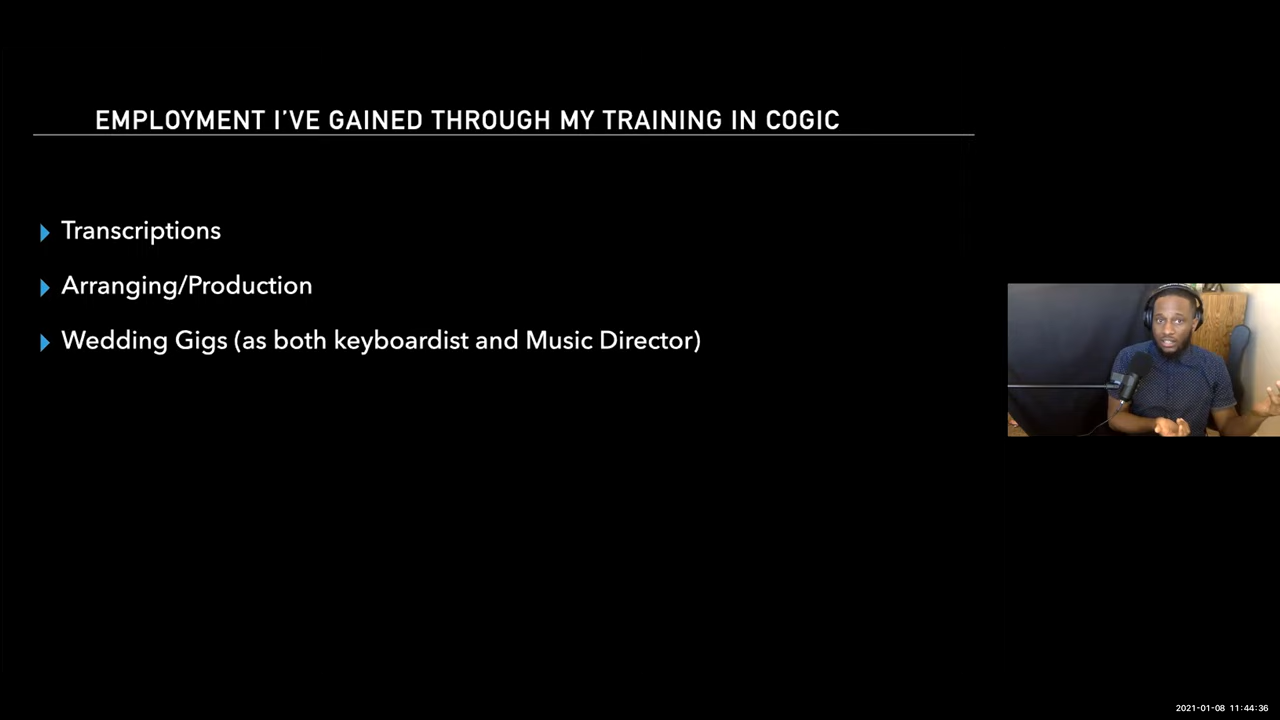 EMPLOYMENT I'VE GAINED THROUGH MY TRAINING IN COGIC
Transcriptions
Arranging/Production
Wedding Gigs (as both keyboardist and Music Director)
2021-01-08 11:44:36